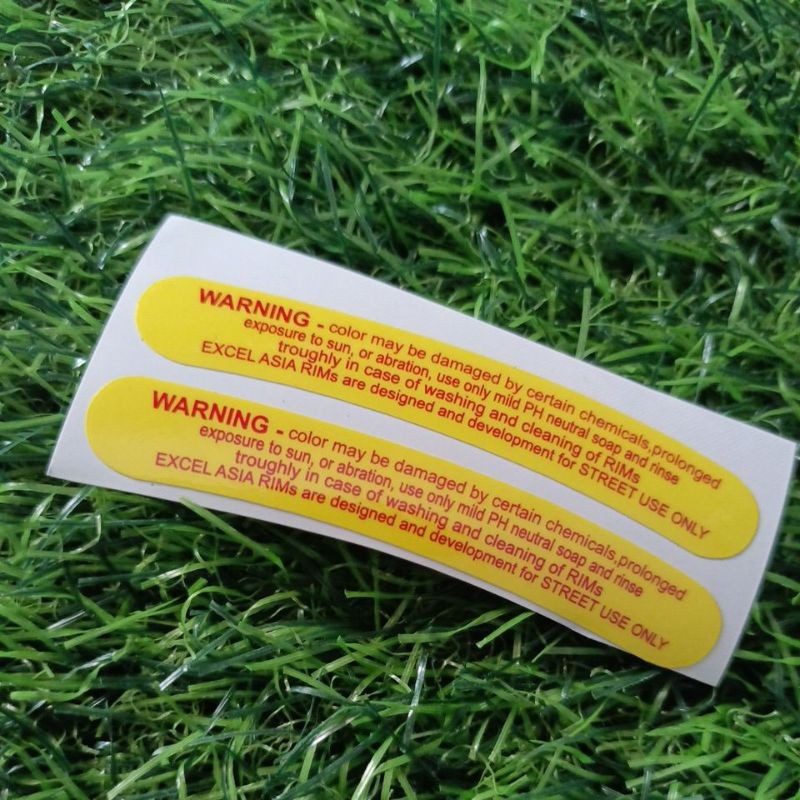 WARNING - color may be damaged by certain chemicals,prolonged
exposure to sun, or abration, use only mild PH neutral soap and rinse
troughly in case of washing and cleaning of RIMs
EXCEL ASIA RIMs are designed and development for STREET USE ONLY
WARNING - color may be damaged by certain chemicals,prolonged
exposure to sun, or abration, use only mild PH neutral soap and rinse
troughly in case of washing and cleaning of RIMs
EXCEL ASIA RIMs are designed and development for STREET USE ONLY